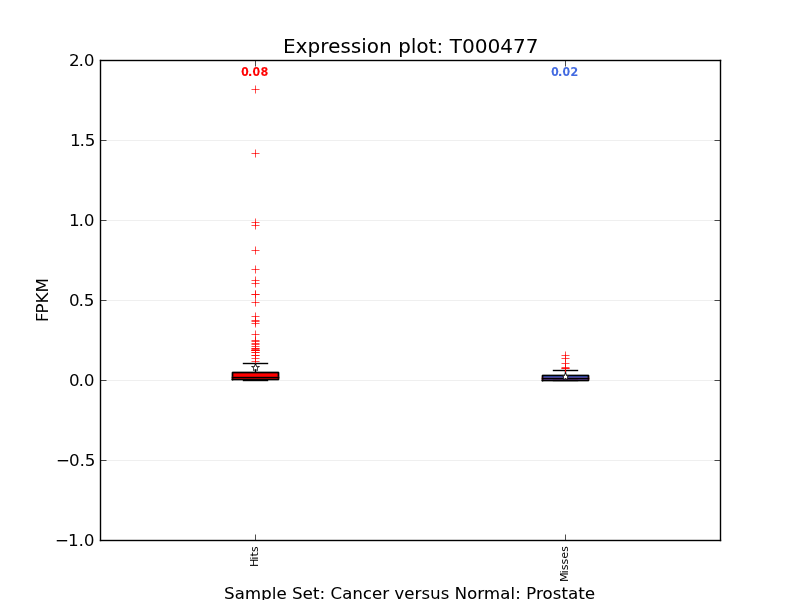 Expression plot: T000477
2.0
0.08
0.02
1.5
1.0
FPKM
0.5
0.0
−0.5
−1.0
Hits
Misses
Sample Set: Cancer versus Normal: Prostate